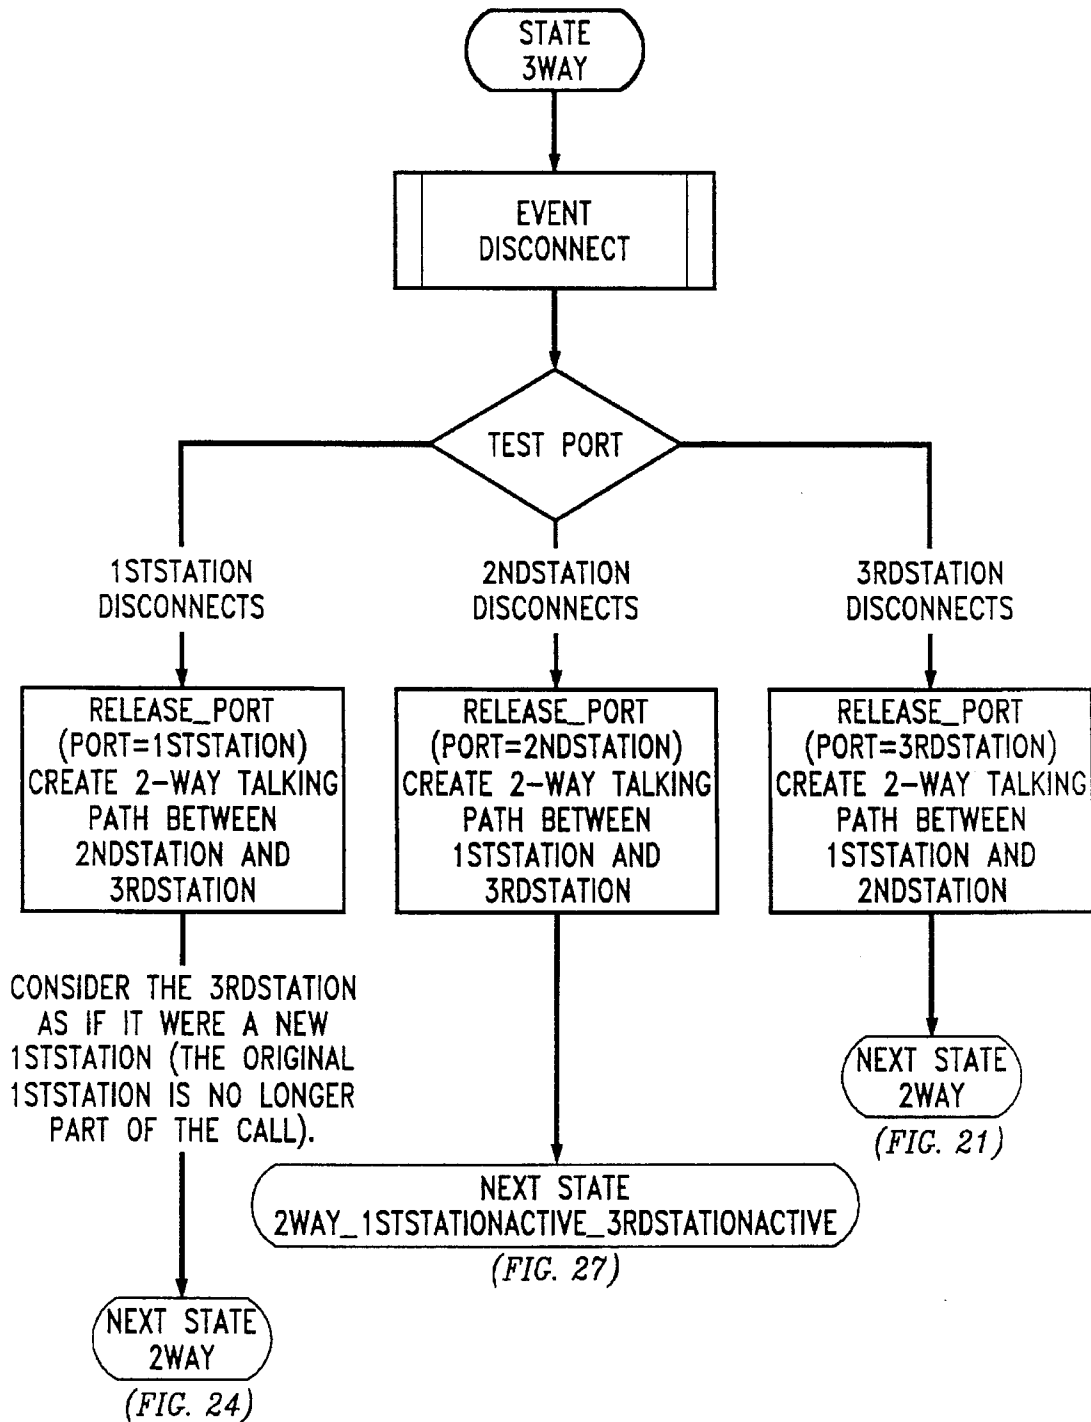 STATE
3WAY
EVENT
DISCONNECT
TEST PORT
1STSTATION
DISCONNECTS
2NDSTATION
DISCONNECTS
3RDSTATION
DISCONNECTS
RELEASE_PORT
(PORT=1STSTATION)
CREATE 2-WAY TALKING
PATH BETWEEN
2NDSTATION AND
3RDSTATION
RELEASE_PORT
(PORT=2NDSTATION)
CREATE 2-WAY TALKING
PATH BETWEEN
1STSTATION AND
3RDSTATION
RELEASE_PORT
(PORT=3RDSTATION)
CREATE 2-WAY TALKING
PATH BETWEEN
1STSTATION AND
2NDSTATION
CONSIDER THE 3RDSTATION
AS IF IT WERE A NEW
1STSTATION (THE ORIGINAL
1STSTATION IS NO LONGER
PART OF THE CALL).
NEXT STATE
2WAY
(FIG. 21)
NEXT STATE
2WAY_1STSTATIONACTIVE_3RDSTATIONACTIVE
(FIG. 27)
NEXT STATE
2WAY
(FIG. 24)